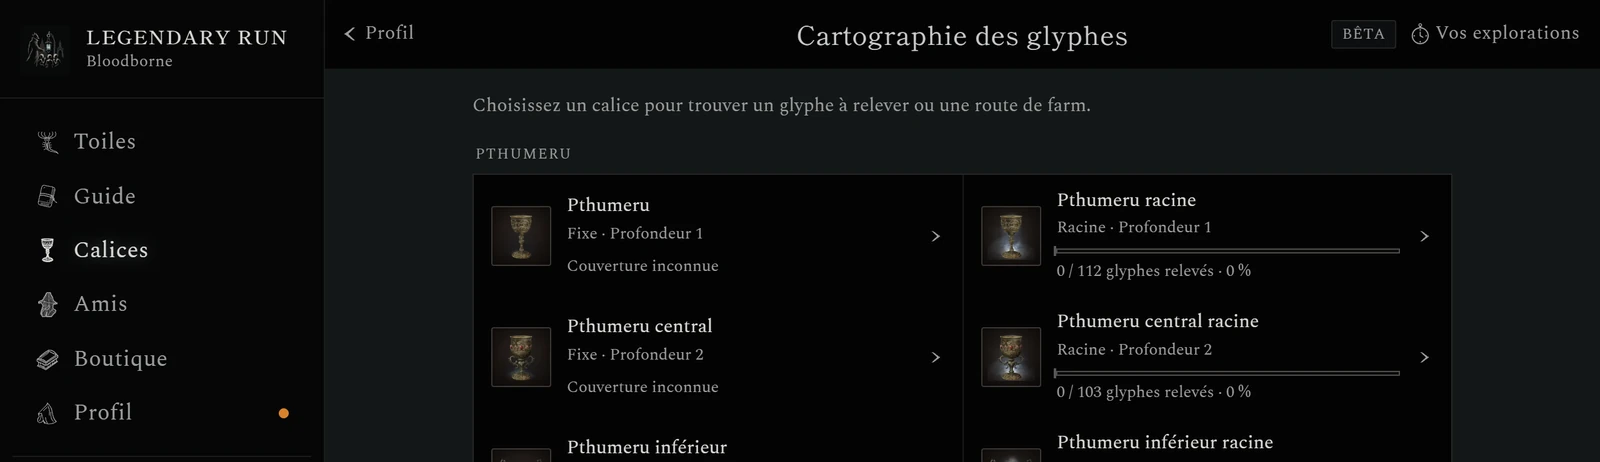 LEGENDARY RUN
Bloodborne
Toiles
Guide
Calices
Amis
Boutique
Profil
Profil
Cartographie des glyphes
BÊTA
Vos explorations
Choisissez un calice pour trouver un glyphe à relever ou une route de farm.
PTHUMERU
Pthumeru
Fixe · Profondeur 1
Couverture inconnue
Pthumeru racine
Racine · Profondeur 1
0 / 112 glyphes relevés · 0 %
Pthumeru central
Fixe · Profondeur 2
Couverture inconnue
Pthumeru central racine
Racine · Profondeur 2
0 / 103 glyphes relevés · 0 %
Pthumeru inférieur
Pthumeru inférieur racine